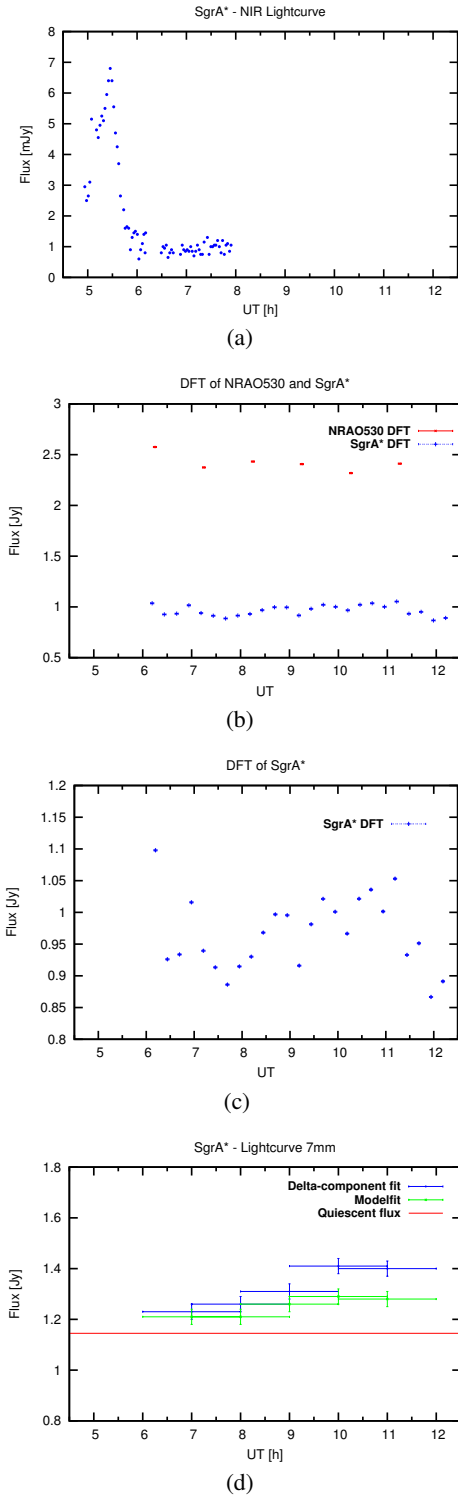 SgrA* - NIR Lightcurve
8
7
6
5
4
3
2
1
0
Flux [mJy]
5 6 7 8 9 10 11 12
UT [h]
(a)
DFT of NRAO530 and SgrA*
3
2.5
2
1.5
1
0.5
Flux [Jy]
NRAO530 DFT
SgrA* DFT
5 6 7 8 9 10 11 12
UT
(b)
DFT of SgrA*
1.2
1.15
1.1
1.05
1
0.95
0.9
0.85
0.8
Flux [Jy]
SgrA* DFT
5 6 7 8 9 10 11 12
UT
(c)
SgrA* - Lightcurve 7mm
1.8
1.6
1.4
1.2
1
0.8
Flux [Jy]
Delta-component fit
Modelfit
Quiescent flux
5 6 7 8 9 10 11 12
UT [h]
(d)